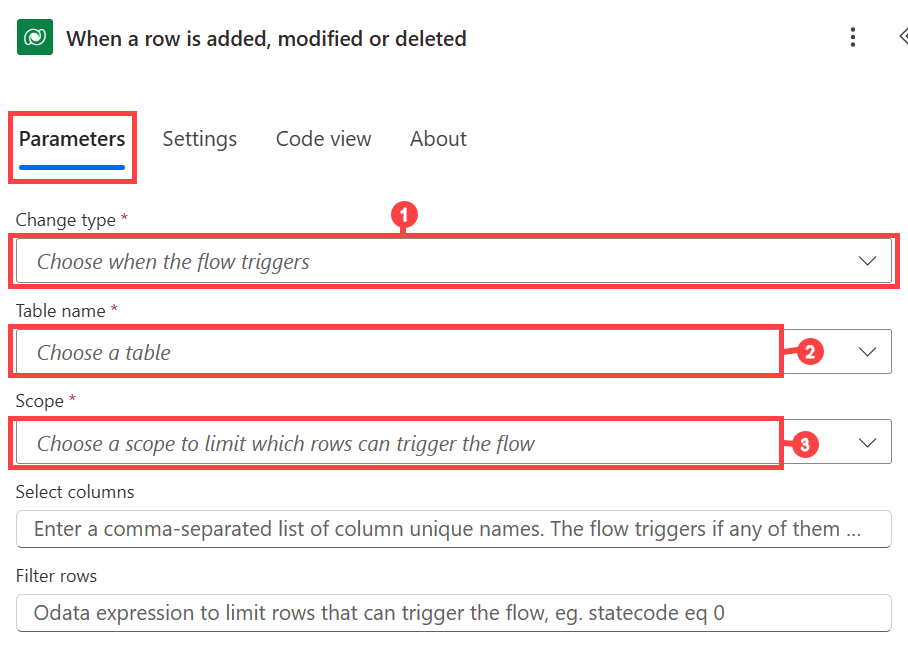 When a row is added, modified or deleted
Parameters Settings Code view About
Change type *
1
Choose when the flow triggers
Table name *
Choose a table
2
Scope *
Choose a scope to limit which rows can trigger the flow
3
Select columns
Enter a comma-separated list of column unique names. The flow triggers if any of them ...
Filter rows
Odata expression to limit rows that can trigger the flow, eg. statecode eq 0